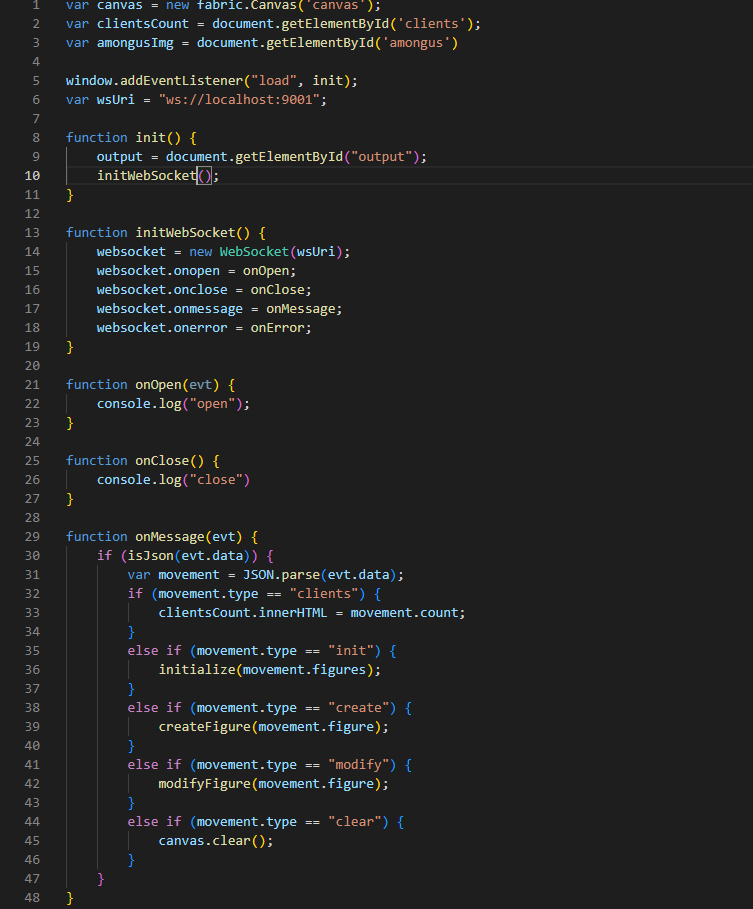 1 var canvas = new fabric.Canvas('canvas');
2 var clientsCount = document.getElementById('clients');
3 var amongusImg = document.getElementById('amongus')
4
5 window.addEventListener("load", init);
6 var wsUri = "ws://localhost:9001";
7
8 function init() {
9     output = document.getElementById("output");
10     initWebSocket();
11 }
12
13 function initWebSocket() {
14     websocket = new WebSocket(wsUri);
15     websocket.onopen = onOpen;
16     websocket.onclose = onClose;
17     websocket.onmessage = onMessage;
18     websocket.onerror = onError;
19 }
20
21 function onOpen(evt) {
22     console.log("open");
23 }
24
25 function onClose() {
26     console.log("close")
27 }
28
29 function onMessage(evt) {
30     if (isJson(evt.data)) {
31         var movement = JSON.parse(evt.data);
32         if (movement.type == "clients") {
33             clientsCount.innerHTML = movement.count;
34         }
35         else if (movement.type == "init") {
36             initialize(movement.figures);
37         }
38         else if (movement.type == "create") {
39             createFigure(movement.figure);
40         }
41         else if (movement.type == "modify") {
42             modifyFigure(movement.figure);
43         }
44         else if (movement.type == "clear") {
45             canvas.clear();
46         }
47     }
48 }